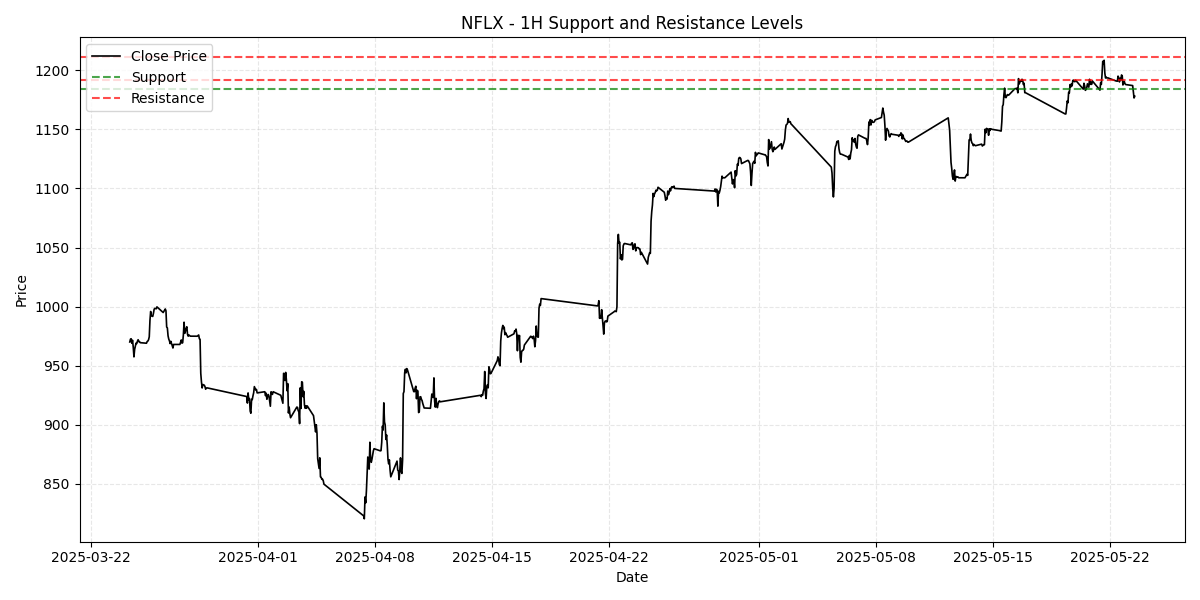 NFLX - 1H Support and Resistance Levels
Close Price
Support
Resistance
Price
1200
1150
1100
1050
1000
950
900
850
2025-03-22 2025-04-01 2025-04-08 2025-04-15 2025-04-22 2025-05-01 2025-05-08 2025-05-15 2025-05-22
Date